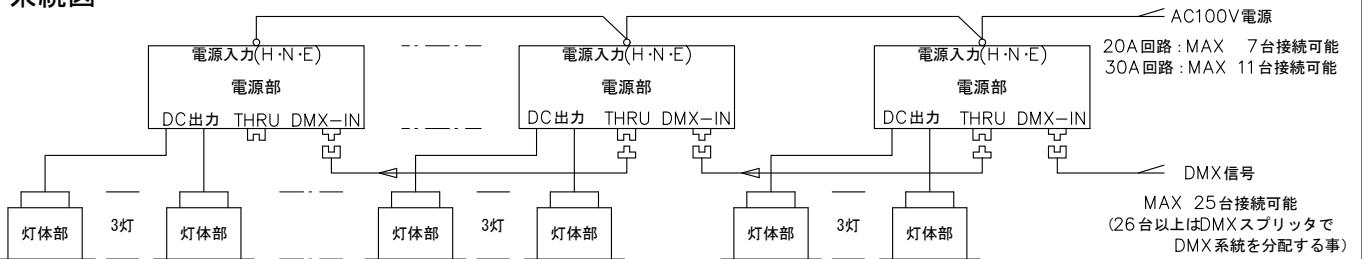 系統図
AC100V電源
20A回路：MAX 7台接続可能
30A回路：MAX 11台接続可能
電源入力(H・N・E)
電源部
DC出力 THRU DMX-IN
電源入力(H・N・E)
電源部
DC出力 THRU DMX-IN
電源入力(H・N・E)
電源部
DC出力 THRU DMX-IN
DMX信号
MAX 25台接続可能
(26台以上はDMXスプリッタで
DMX系統を分配する事)
灯体部 3灯 灯体部
灯体部 3灯 灯体部
灯体部 3灯 灯体部